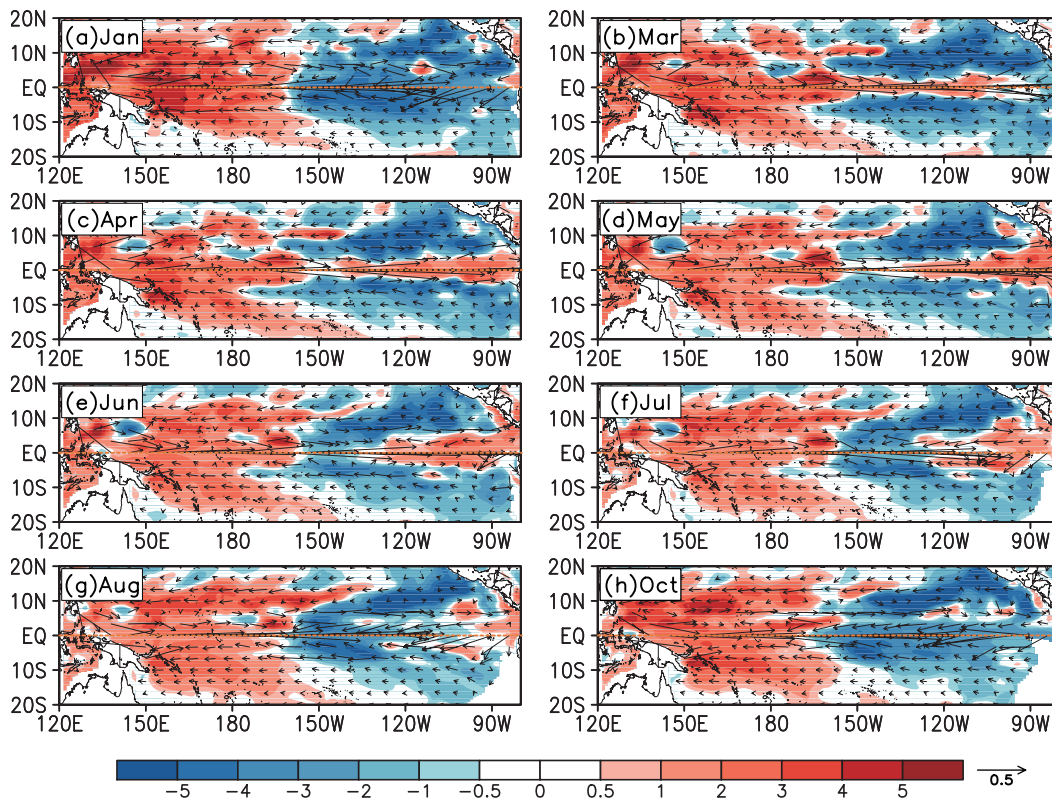 20N (a)Jan 20N (b)Mar
10N 10N
EQ EQ
10S 10S
20S 20S
120E 150E 180 150W 120W 90W 120E 150E 180 150W 120W 90W
20N (c)Apr 20N (d)May
10N 10N
EQ EQ
10S 10S
20S 20S
120E 150E 180 150W 120W 90W 120E 150E 180 150W 120W 90W
20N (e)Jun 20N (f)Jul
10N 10N
EQ EQ
10S 10S
20S 20S
120E 150E 180 150W 120W 90W 120E 150E 180 150W 120W 90W
20N (g)Aug 20N (h)Oct
10N 10N
EQ EQ
10S 10S
20S 20S
120E 150E 180 150W 120W 90W 120E 150E 180 150W 120W 90W
−5 −4 −3 −2 −1 −0.5 0 0.5 1 2 3 4 5 0.5